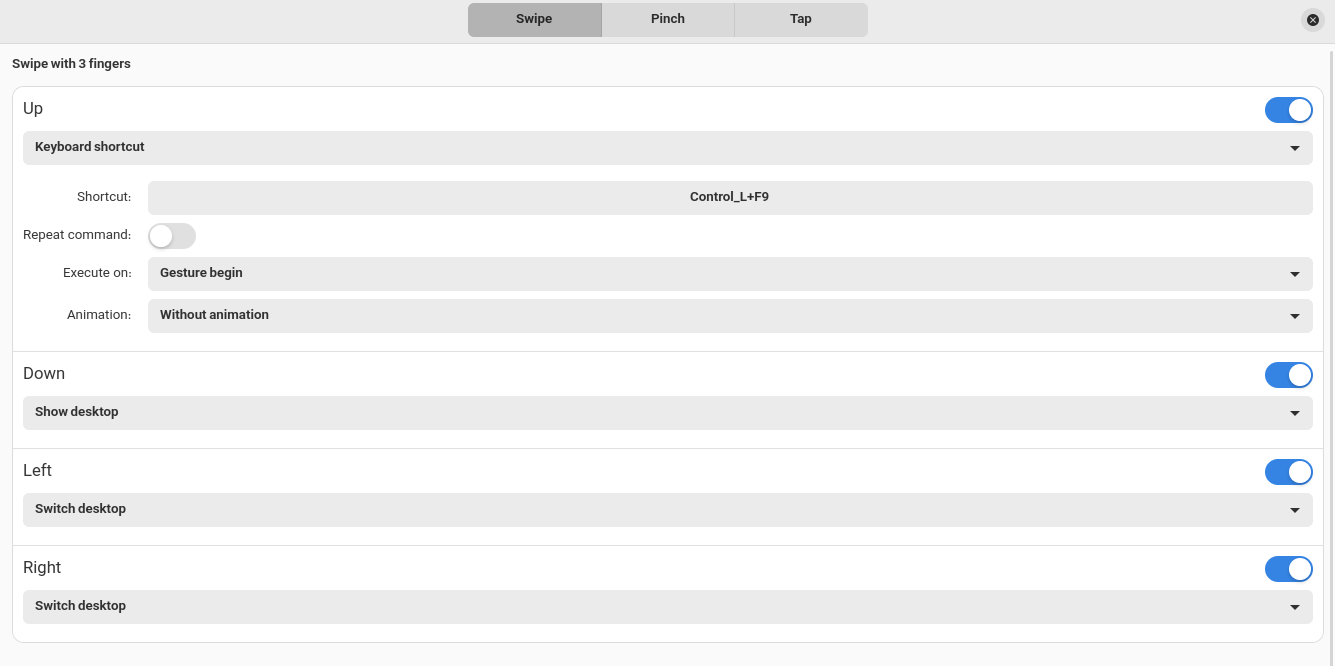 Swipe
Pinch
Tap
Swipe with 3 fingers
Up
Keyboard shortcut
Shortcut: Control_L+F9
Repeat command:
Execute on: Gesture begin
Animation: Without animation
Down
Show desktop
Left
Switch desktop
Right
Switch desktop